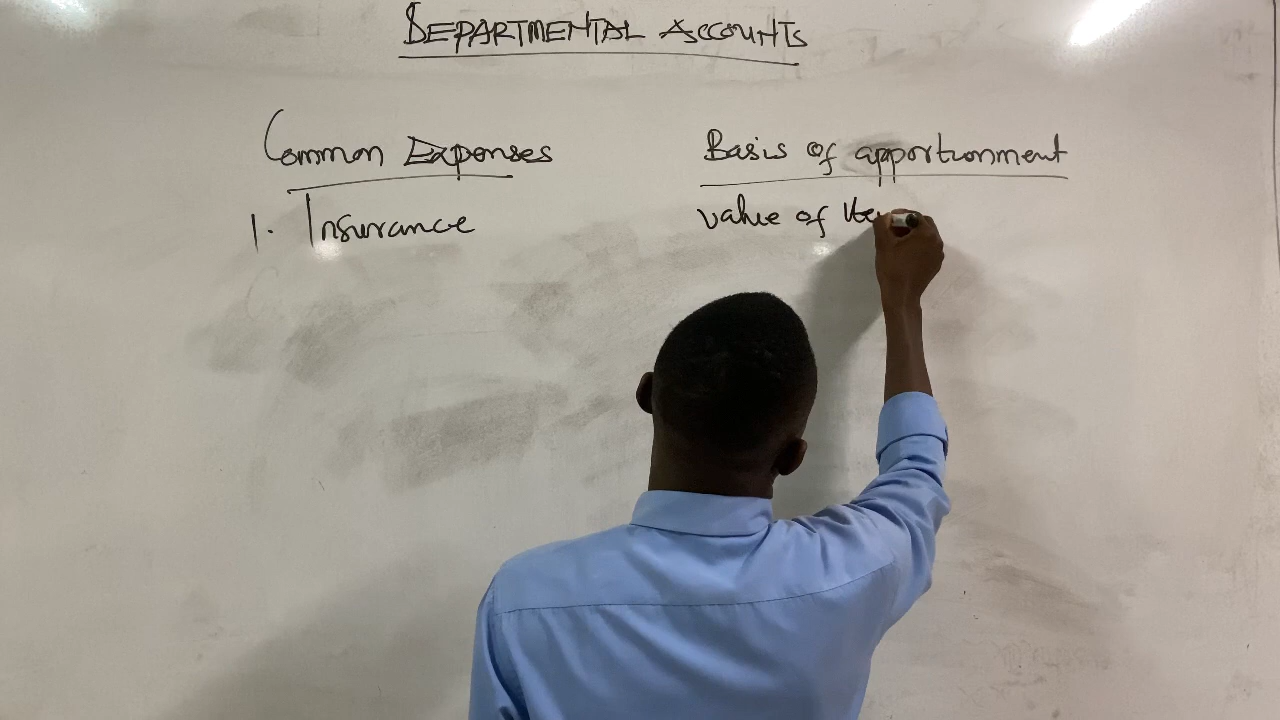 DEPARTMENTAL ACCOUNTS
Common Expenses
Basis of apportionment
1. Insurance
value of